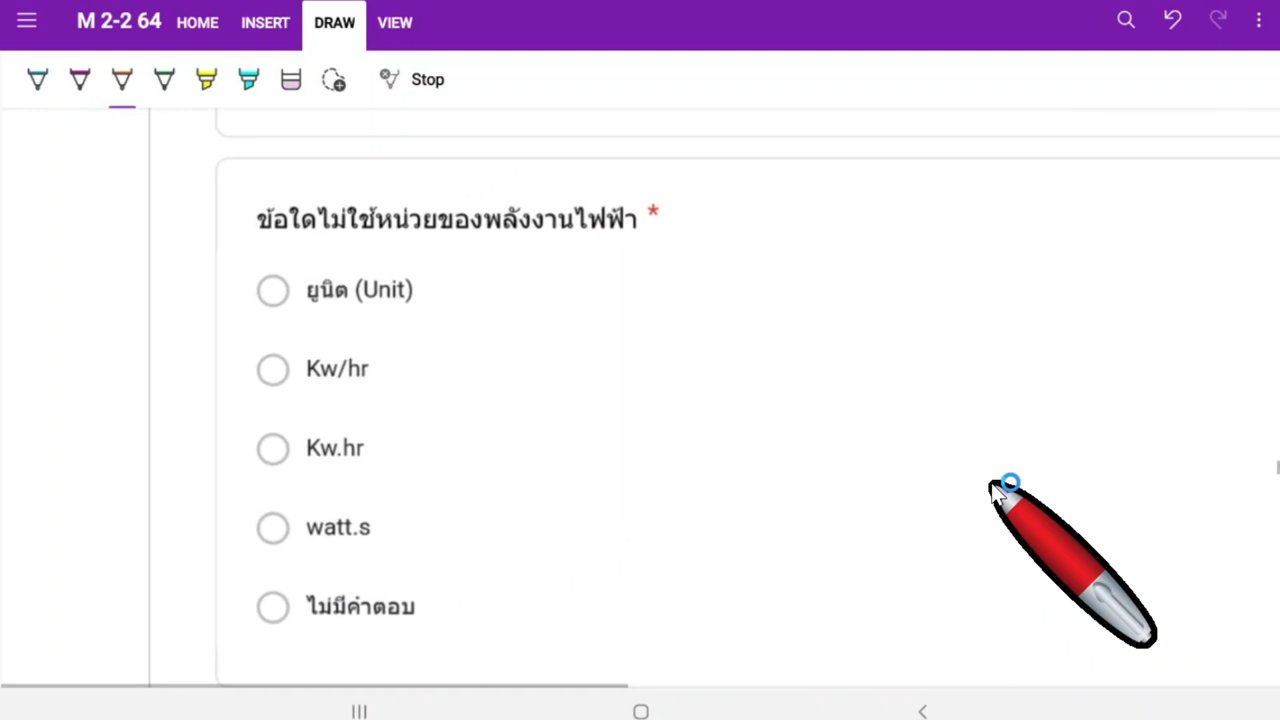 M 2-2 64 HOME INSERT DRAW VIEW
Stop
ข้อใดไม่ใช้หน่วยของพลังงานไฟฟ้า *
ยูนิต (Unit)
Kw/hr
Kw.hr
watt.s
ไม่มีคำตอบ